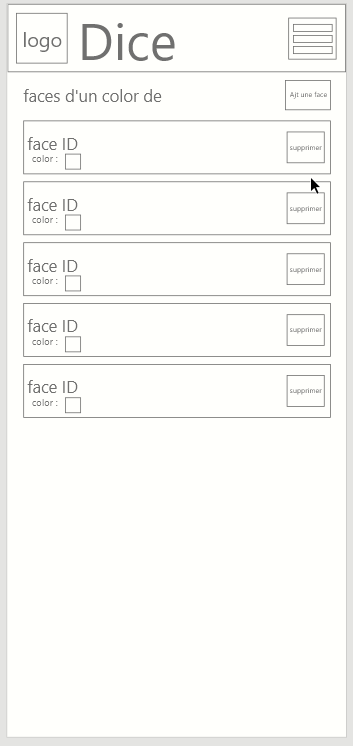 logo
Dice
faces d'un color de
Ajt une face
face ID
color :
supprimer
face ID
color :
supprimer
face ID
color :
supprimer
face ID
color :
supprimer
face ID
color :
supprimer